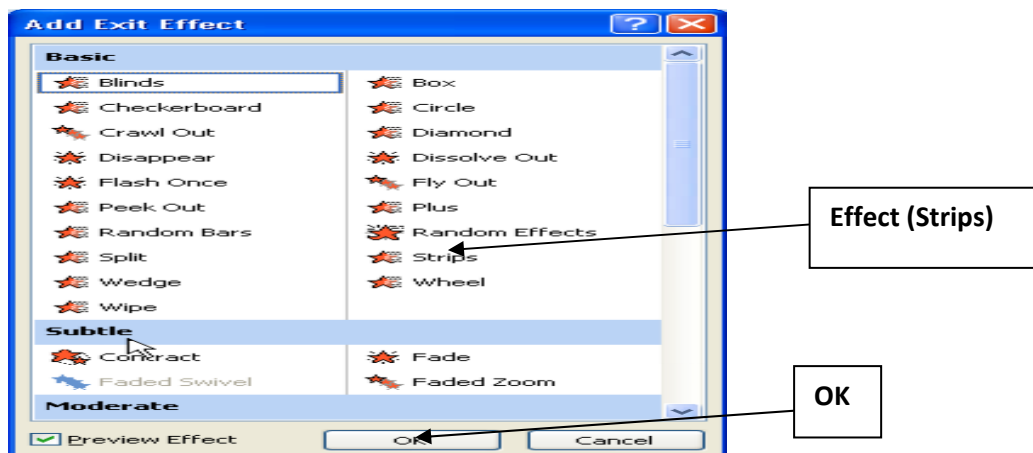 Add Exit Effect
Basic
Blinds Box
Checkerboard Circle
Crawl Out Diamond
Disappear Dissolve Out
Flash Once Fly Out
Peek Out Plus
Random Bars Random Effects
Split Strips
Wedge Wheel
Wipe
Subtle
Contract Fade
Faded Swivel Faded Zoom
Moderate
Preview Effect OK Cancel
Effect (Strips)
OK